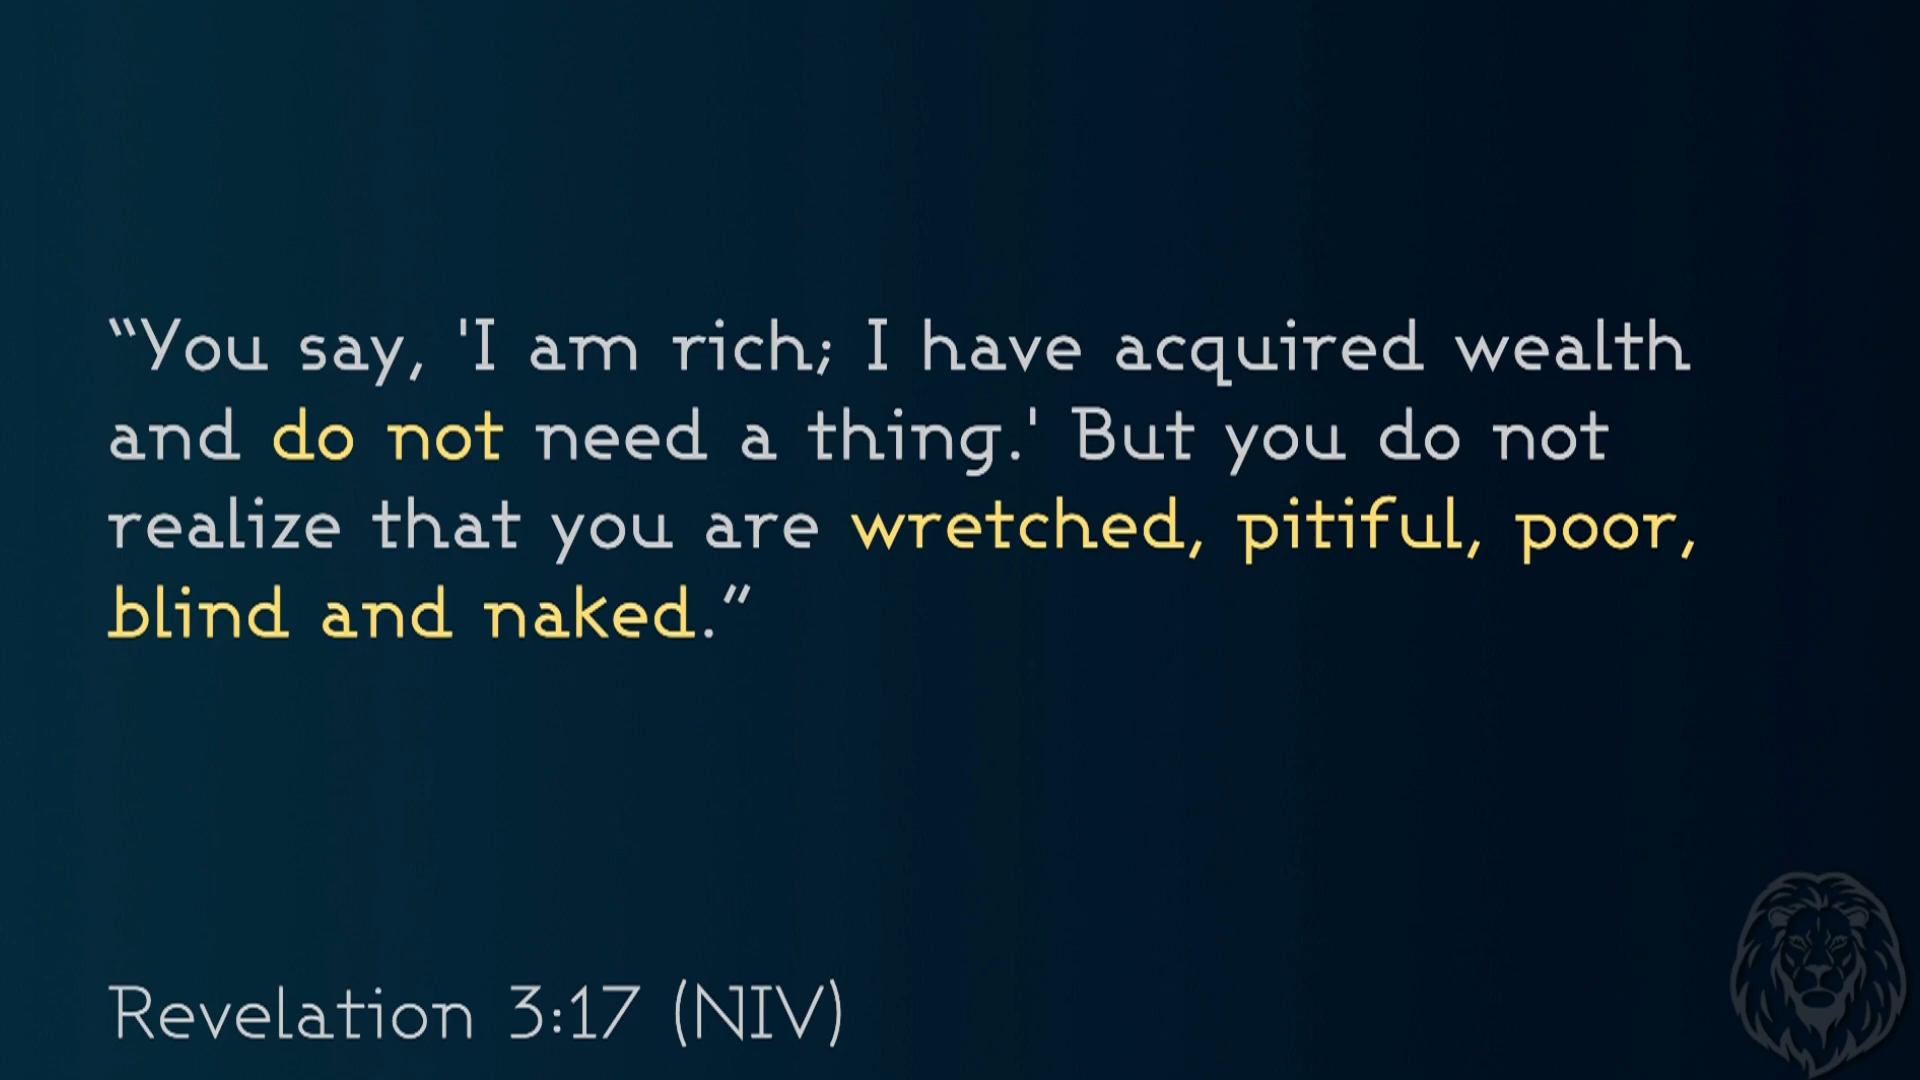 “You say, 'I am rich; I have acquired wealth
and do not need a thing.' But you do not
realize that you are wretched, pitiful, poor,
blind and naked.”
Revelation 3:17 (NIV)